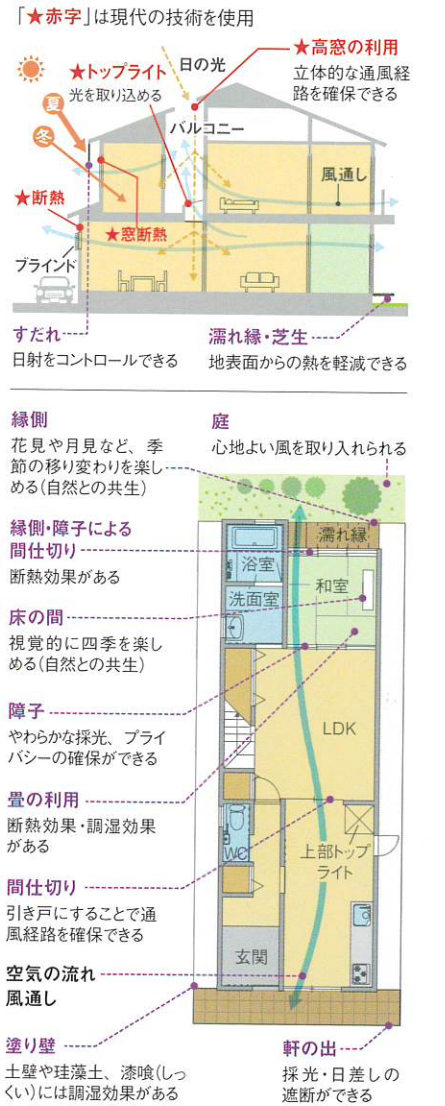 「★赤字」は現代の技術を使用
★高窓の利用
立体的な通風経
路を確保できる
日の光
★トップライト
光を取り込める
夏
バルコニー
冬
風通し
★断熱
★窓断熱
ブラインド
すだれ
日射をコントロールできる
濡れ縁・芝生
地表面からの熱を軽減できる
縁側
花見や月見など、季
節の移り変わりを楽し
める(自然との共生)
庭
心地よい風を取り入れられる
縁側・障子による
間仕切り
断熱効果がある
濡れ縁
浴室
和室
洗面室
床の間
視覚的に四季を楽し
める(自然との共生)
障子
やわらかな採光、プライ
バシーの確保ができる
LDK
畳の利用
断熱効果・調湿効果
がある
WC
上部トップ
ライト
間仕切り
引き戸にすることで通
風経路を確保できる
玄関
空気の流れ
風通し
塗り壁
土壁や珪藻土、漆喰(しっ
くい)には調湿効果がある
軒の出
採光・日差しの
遮断ができる